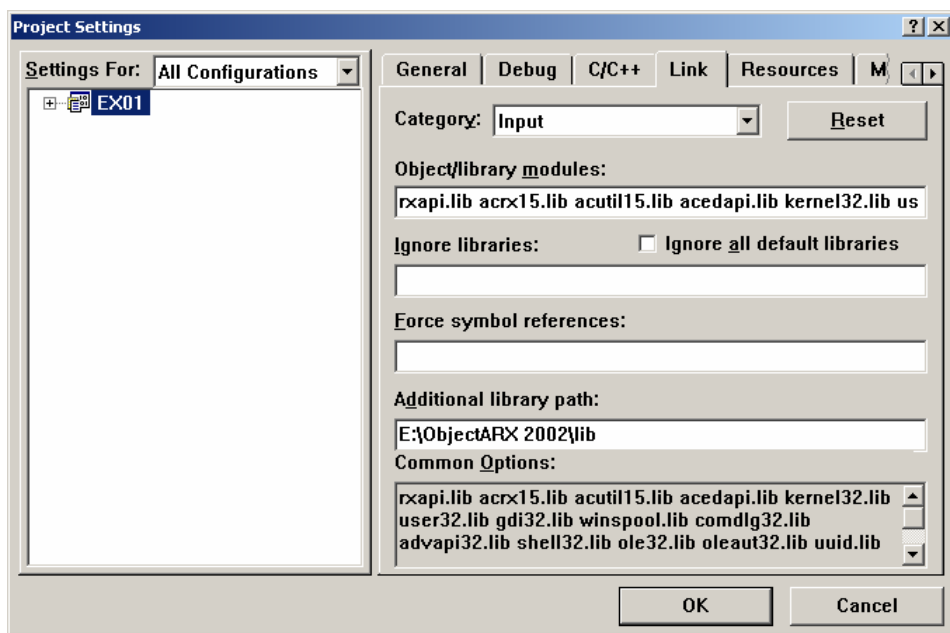 Project Settings
Settings For: All Configurations
EX01
General Debug C/C++ Link Resources M
Category: Input Reset
Object/library modules:
rxapi.lib acrx15.lib acutil15.lib acedapi.lib kernel32.lib us
Ignore libraries: Ignore all default libraries
Force symbol references:
Additional library path:
E:\ObjectARX 2002\lib
Common Options:
rxapi.lib acrx15.lib acutil15.lib acedapi.lib kernel32.lib
user32.lib gdi32.lib winspool.lib comdlg32.lib
advapi32.lib shell32.lib ole32.lib oleaut32.lib uuid.lib
OK Cancel